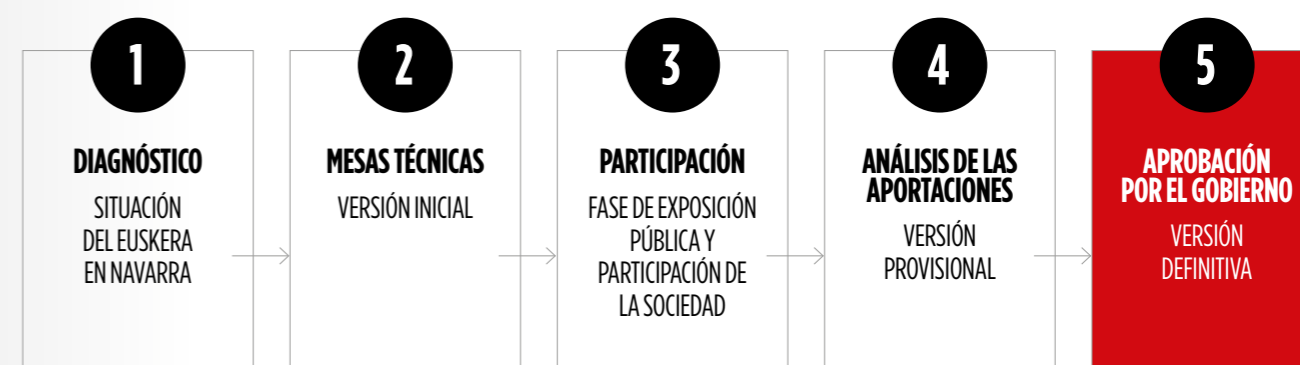 1
DIAGNÓSTICO
SITUACIÓN
DEL EUSKERA
EN NAVARRA
2
MESAS TÉCNICAS
VERSIÓN INICIAL
3
PARTICIPACIÓN
FASE DE EXPOSICIÓN
PÚBLICA Y
PARTICIPACIÓN DE
LA SOCIEDAD
4
ANÁLISIS DE LAS
APORTACIONES
VERSIÓN
PROVISIONAL
5
APROBACIÓN
POR EL GOBIERNO
VERSIÓN
DEFINITIVA